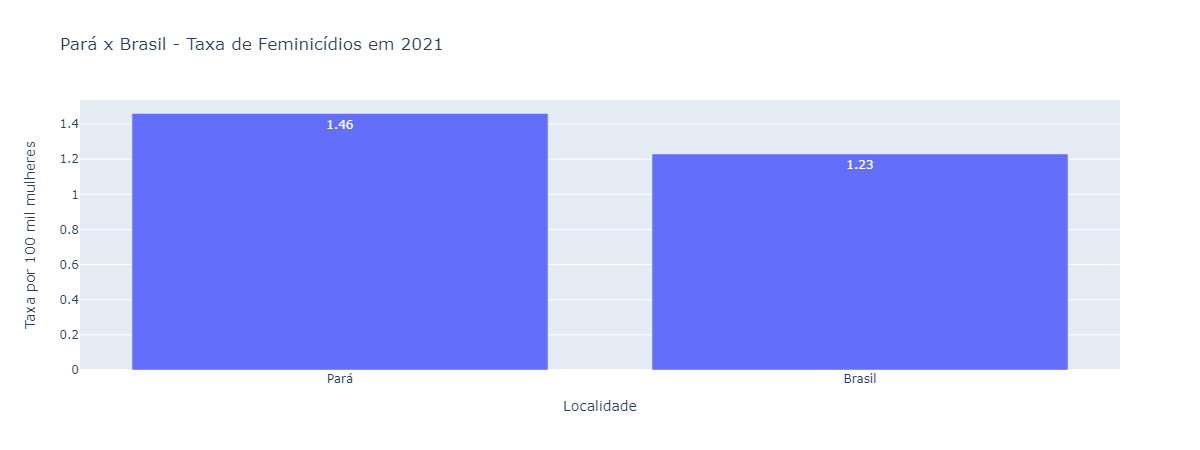 Pará x Brasil - Taxa de Feminicídios em 2021
Taxa por 100 mil mulheres
1.4
1.2
1
0.8
0.6
0.4
0.2
0
1.46
1.23
Pará
Brasil
Localidade